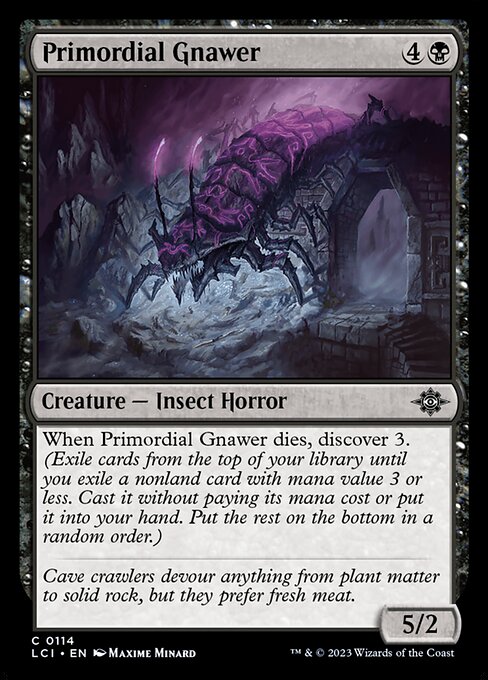 Primordial Gnawer 4
Creature — Insect Horror
When Primordial Gnawer dies, discover 3.
(Exile cards from the top of your library until
you exile a nonland card with mana value 3 or
less. Cast it without paying its mana cost or put
it into your hand. Put the rest on the bottom in a
random order.)
Cave crawlers devour anything from plant matter
to solid rock, but they prefer fresh meat.
5/2
C 0114
LCI • EN Maxime Minard
™ & © 2023 Wizards of the Coast